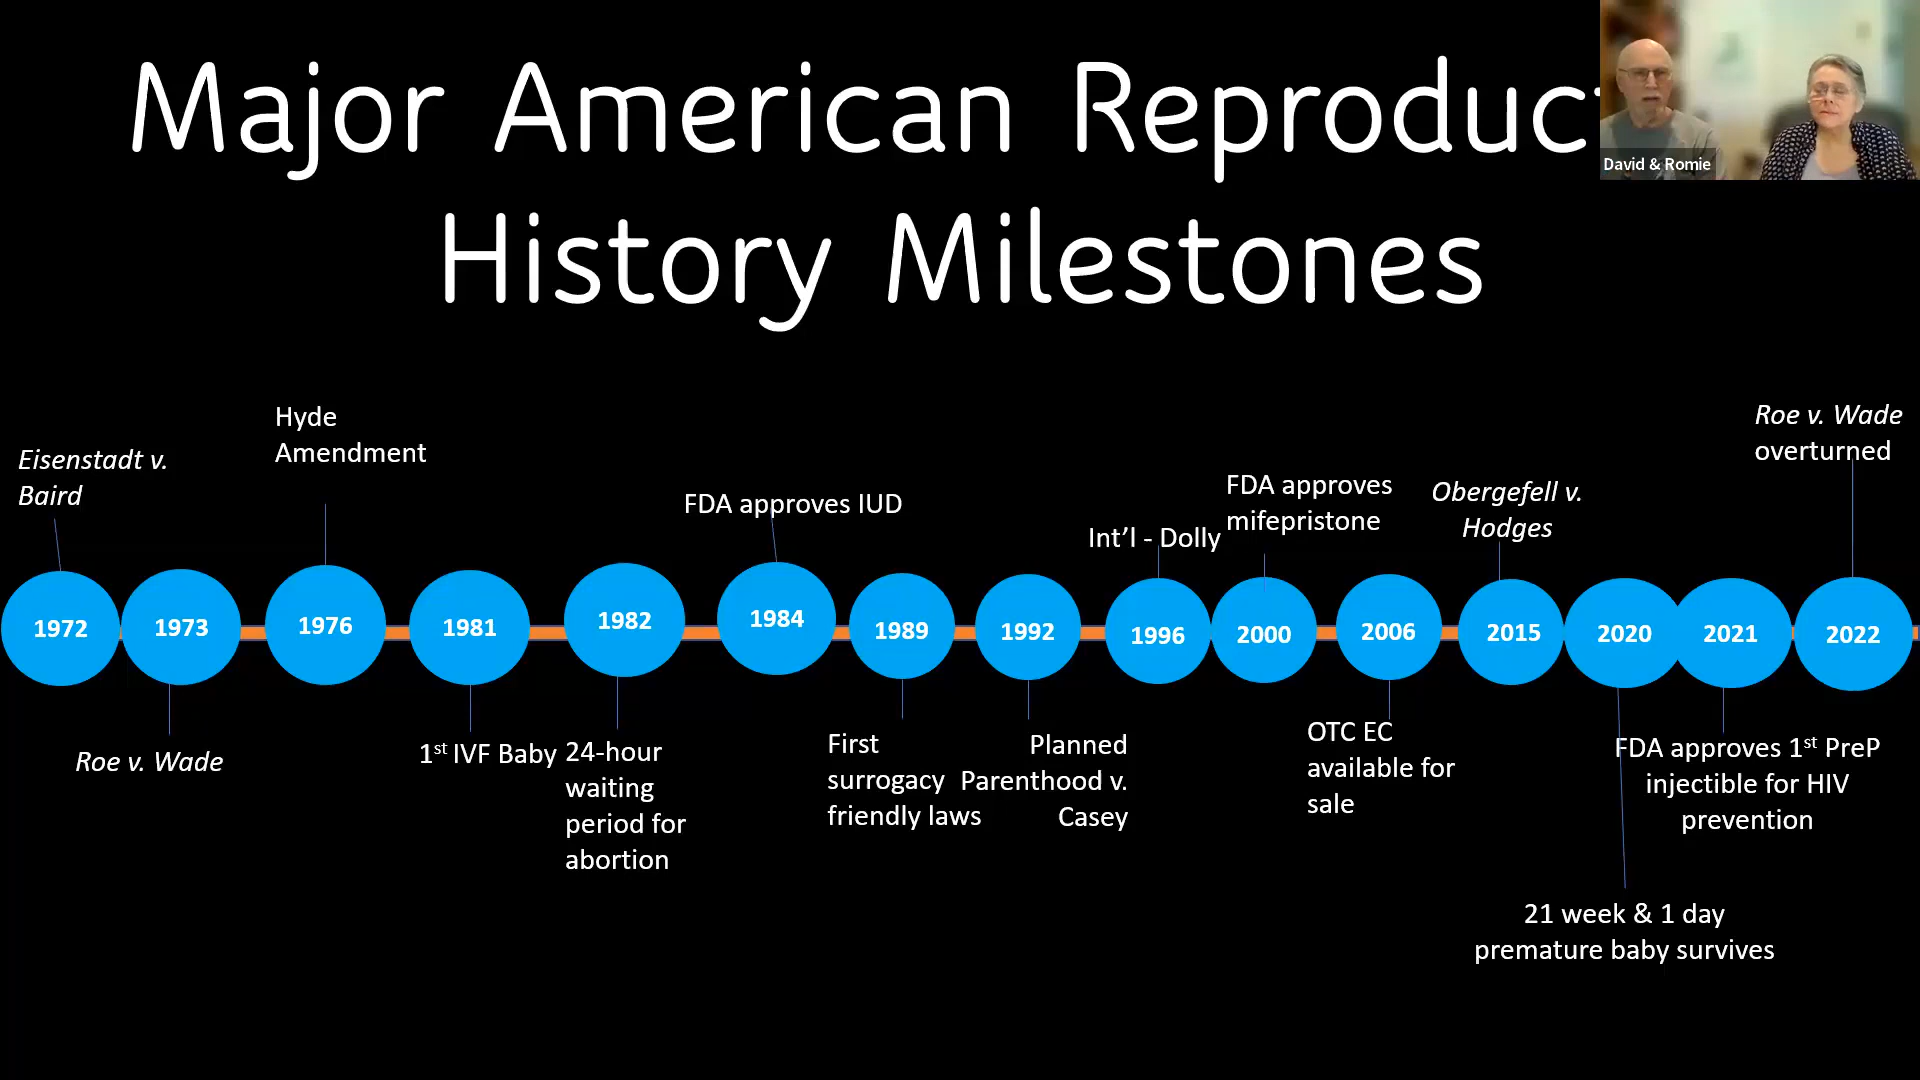 Major American Reproduc
History Milestones
David & Romie
Eisenstadt v.
Baird
Hyde
Amendment
FDA approves IUD
Int’l - Dolly
FDA approves
mifepristone
Obergefell v.
Hodges
Roe v. Wade
overturned
1972
1973
1976
1981
1982
1984
1989
1992
1996
2000
2006
2015
2020
2021
2022
Roe v. Wade
1st IVF Baby
24-hour
waiting
period for
abortion
First
surrogacy
friendly laws
Planned
Parenthood v.
Casey
OTC EC
available for
sale
21 week & 1 day
premature baby survives
FDA approves 1st PreP
injectible for HIV
prevention